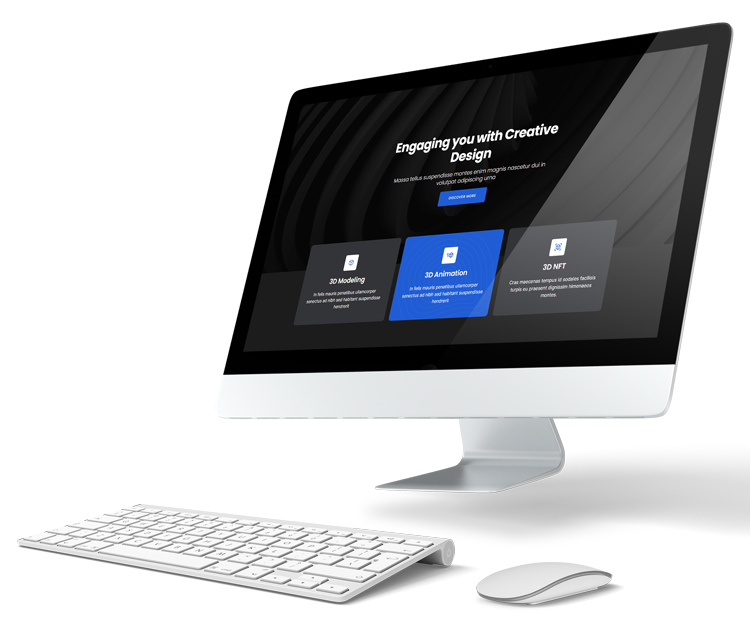 Engaging you with Creative
Design
Massa tellus suspendisse montes enim magnis nascetur dui in
volutpat adipiscing urna
DISCOVER MORE
3D Modeling
In felis mauris penatibus ullamcorper
senectus ad nibh sed habitant suspendisse
hendrerit
3D Animation
In felis mauris penatibus ullamcorper
senectus ad nibh sed habitant suspendisse
hendrerit
3D NFT
Cras maecenas tempus id sodales facilisis
turpis eu praesent dignissim himenaeos
montes.